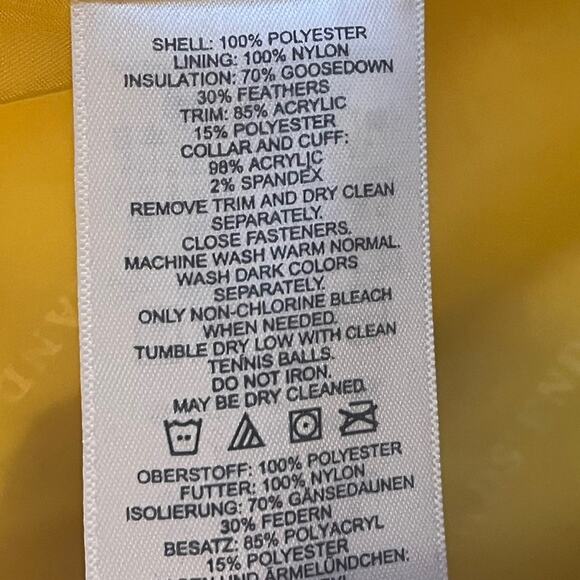 SHELL: 100% POLYESTER
LINING: 100% NYLON
INSULATION: 70% GOOSEDOWN
30% FEATHERS
TRIM: 85% ACRYLIC
15% POLYESTER
COLLAR AND CUFF:
98% ACRYLIC
2% SPANDEX
REMOVE TRIM AND DRY CLEAN
SEPARATELY.
CLOSE FASTENERS.
MACHINE WASH WARM NORMAL.
WASH DARK COLORS
SEPARATELY.
ONLY NON-CHLORINE BLEACH
WHEN NEEDED.
TUMBLE DRY LOW WITH CLEAN
TENNIS BALLS.
DO NOT IRON.
MAY BE DRY CLEANED.
OBERSTOFF: 100% POLYESTER
FUTTER: 100% NYLON
ISOLIERUNG: 70% GÄNSEDAUNEN
30% FEDERN
BESATZ: 85% POLYACRYL
15% POLYESTER
UND ÄRMELÜNDCHEN: